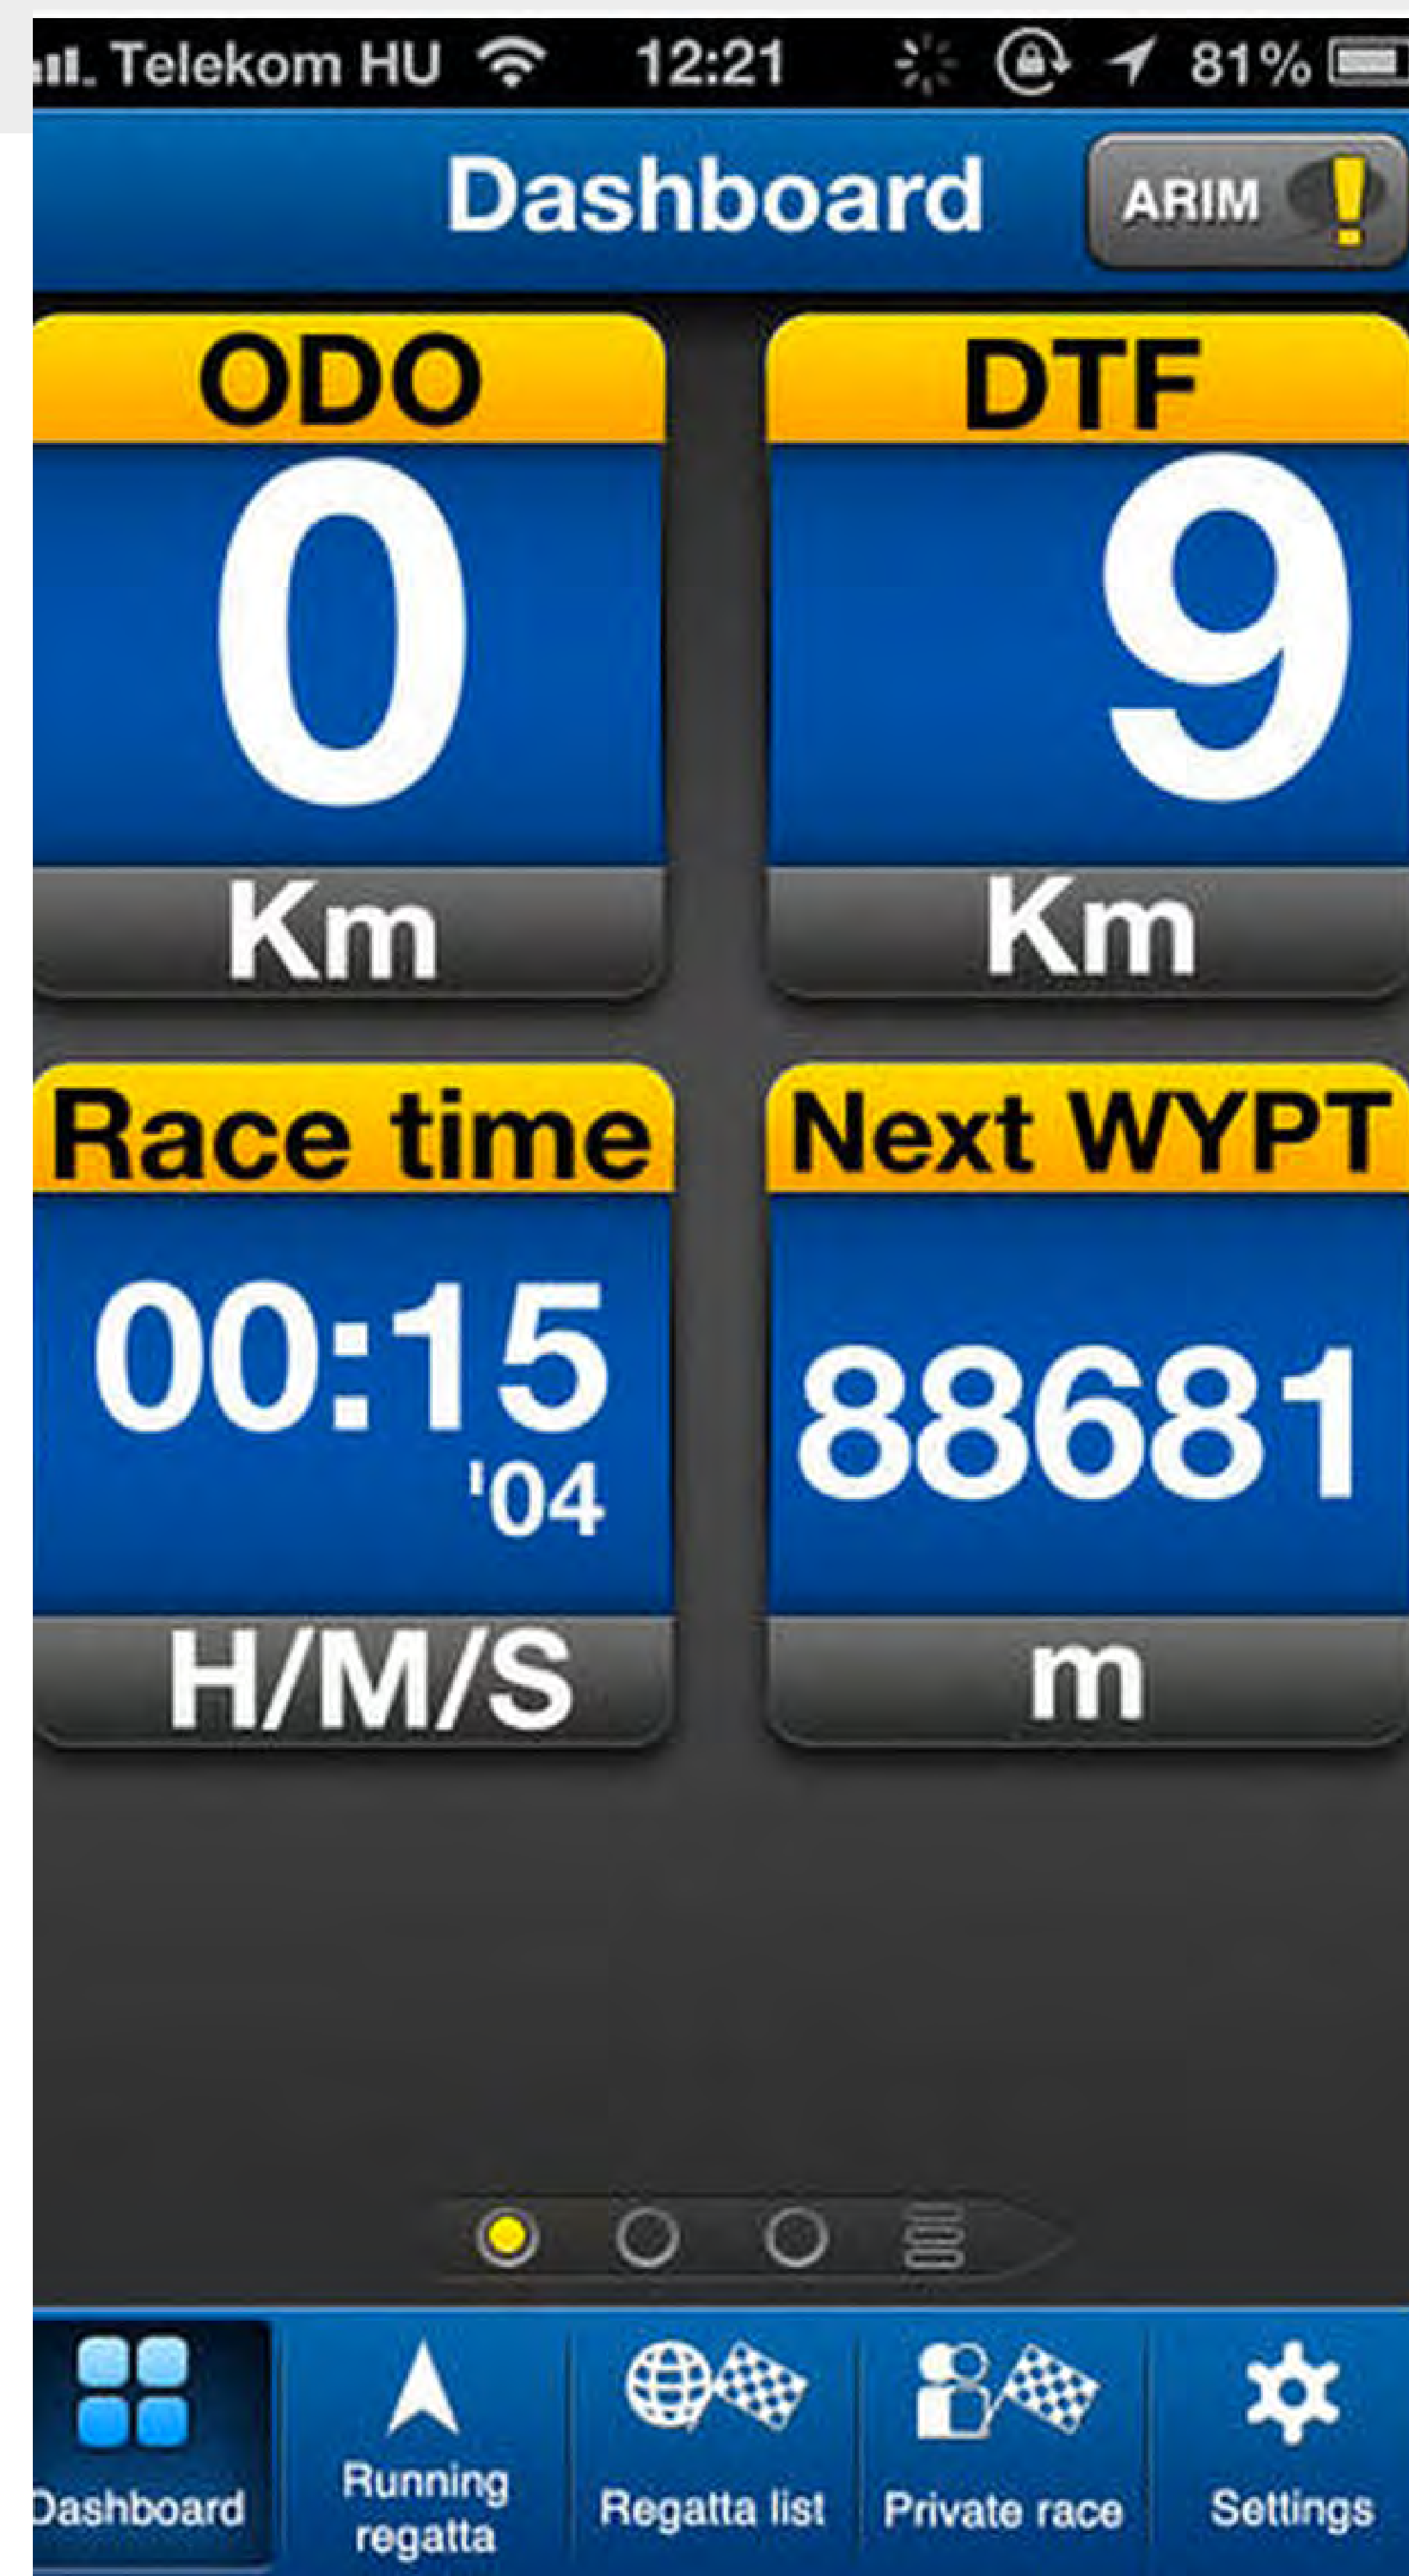 Telekom HU 12:21 81%
Dashboard ARIM !
ODO DTF
0 9
Km Km
Race time Next WYPT
00:15 88681
'04
H/M/S m
Dashboard Running regatta Regatta list Private race Settings